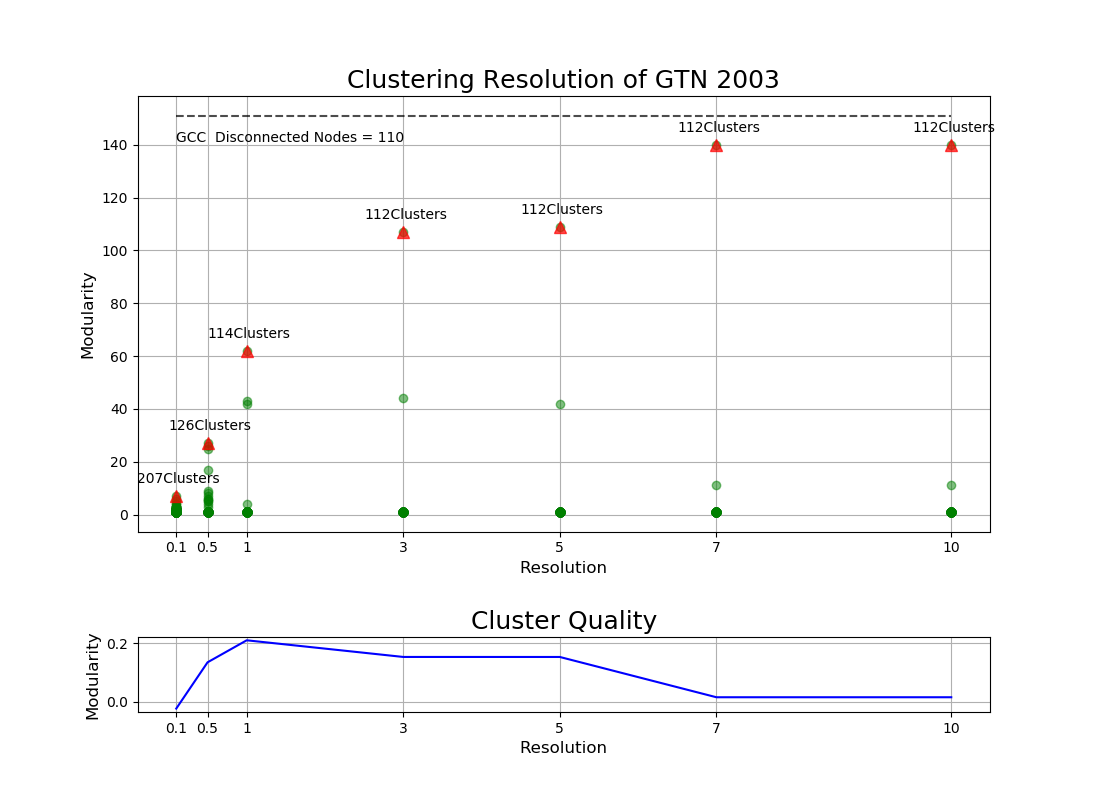 Clustering Resolution of GTN 2003
GCC  Disconnected Nodes = 110
112Clusters
112Clusters
112Clusters
112Clusters
114Clusters
126Clusters
207Clusters
Modularity
140
120
100
80
60
40
20
0
0.1 0.5 1 3 5 7 10
Resolution
Cluster Quality
Modularity
0.2
0.0
0.1 0.5 1 3 5 7 10
Resolution